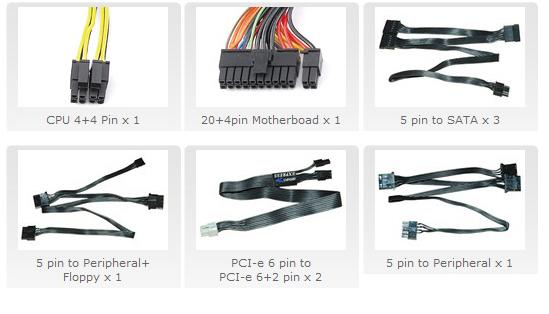 CPU 4+4 Pin x 1
20+4pin Motherboad x 1
5 pin to SATA x 3
EXPRESS
5 pin to Peripheral+
Floppy x 1
PCI-e 6 pin to
PCI-e 6+2 pin x 2
5 pin to Peripheral x 1